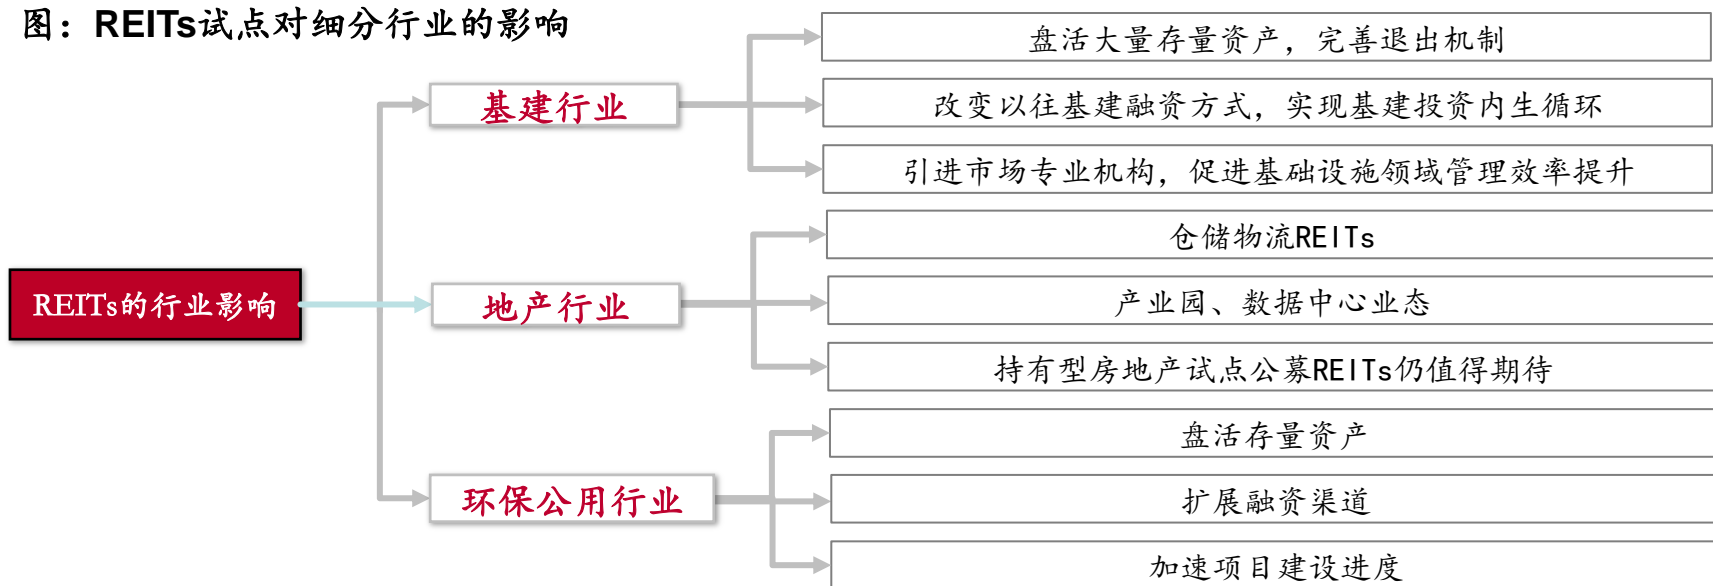 图：REITs试点对细分行业的影响
REITs的行业影响
基建行业
盘活大量存量资产，完善退出机制
改变以往基建融资方式，实现基建投资内生循环
引进市场专业机构，促进基础设施领域管理效率提升
地产行业
仓储物流REITs
产业园、数据中心业态
持有型房地产试点公募REITs仍值得期待
环保公用行业
盘活存量资产
扩展融资渠道
加速项目建设进度